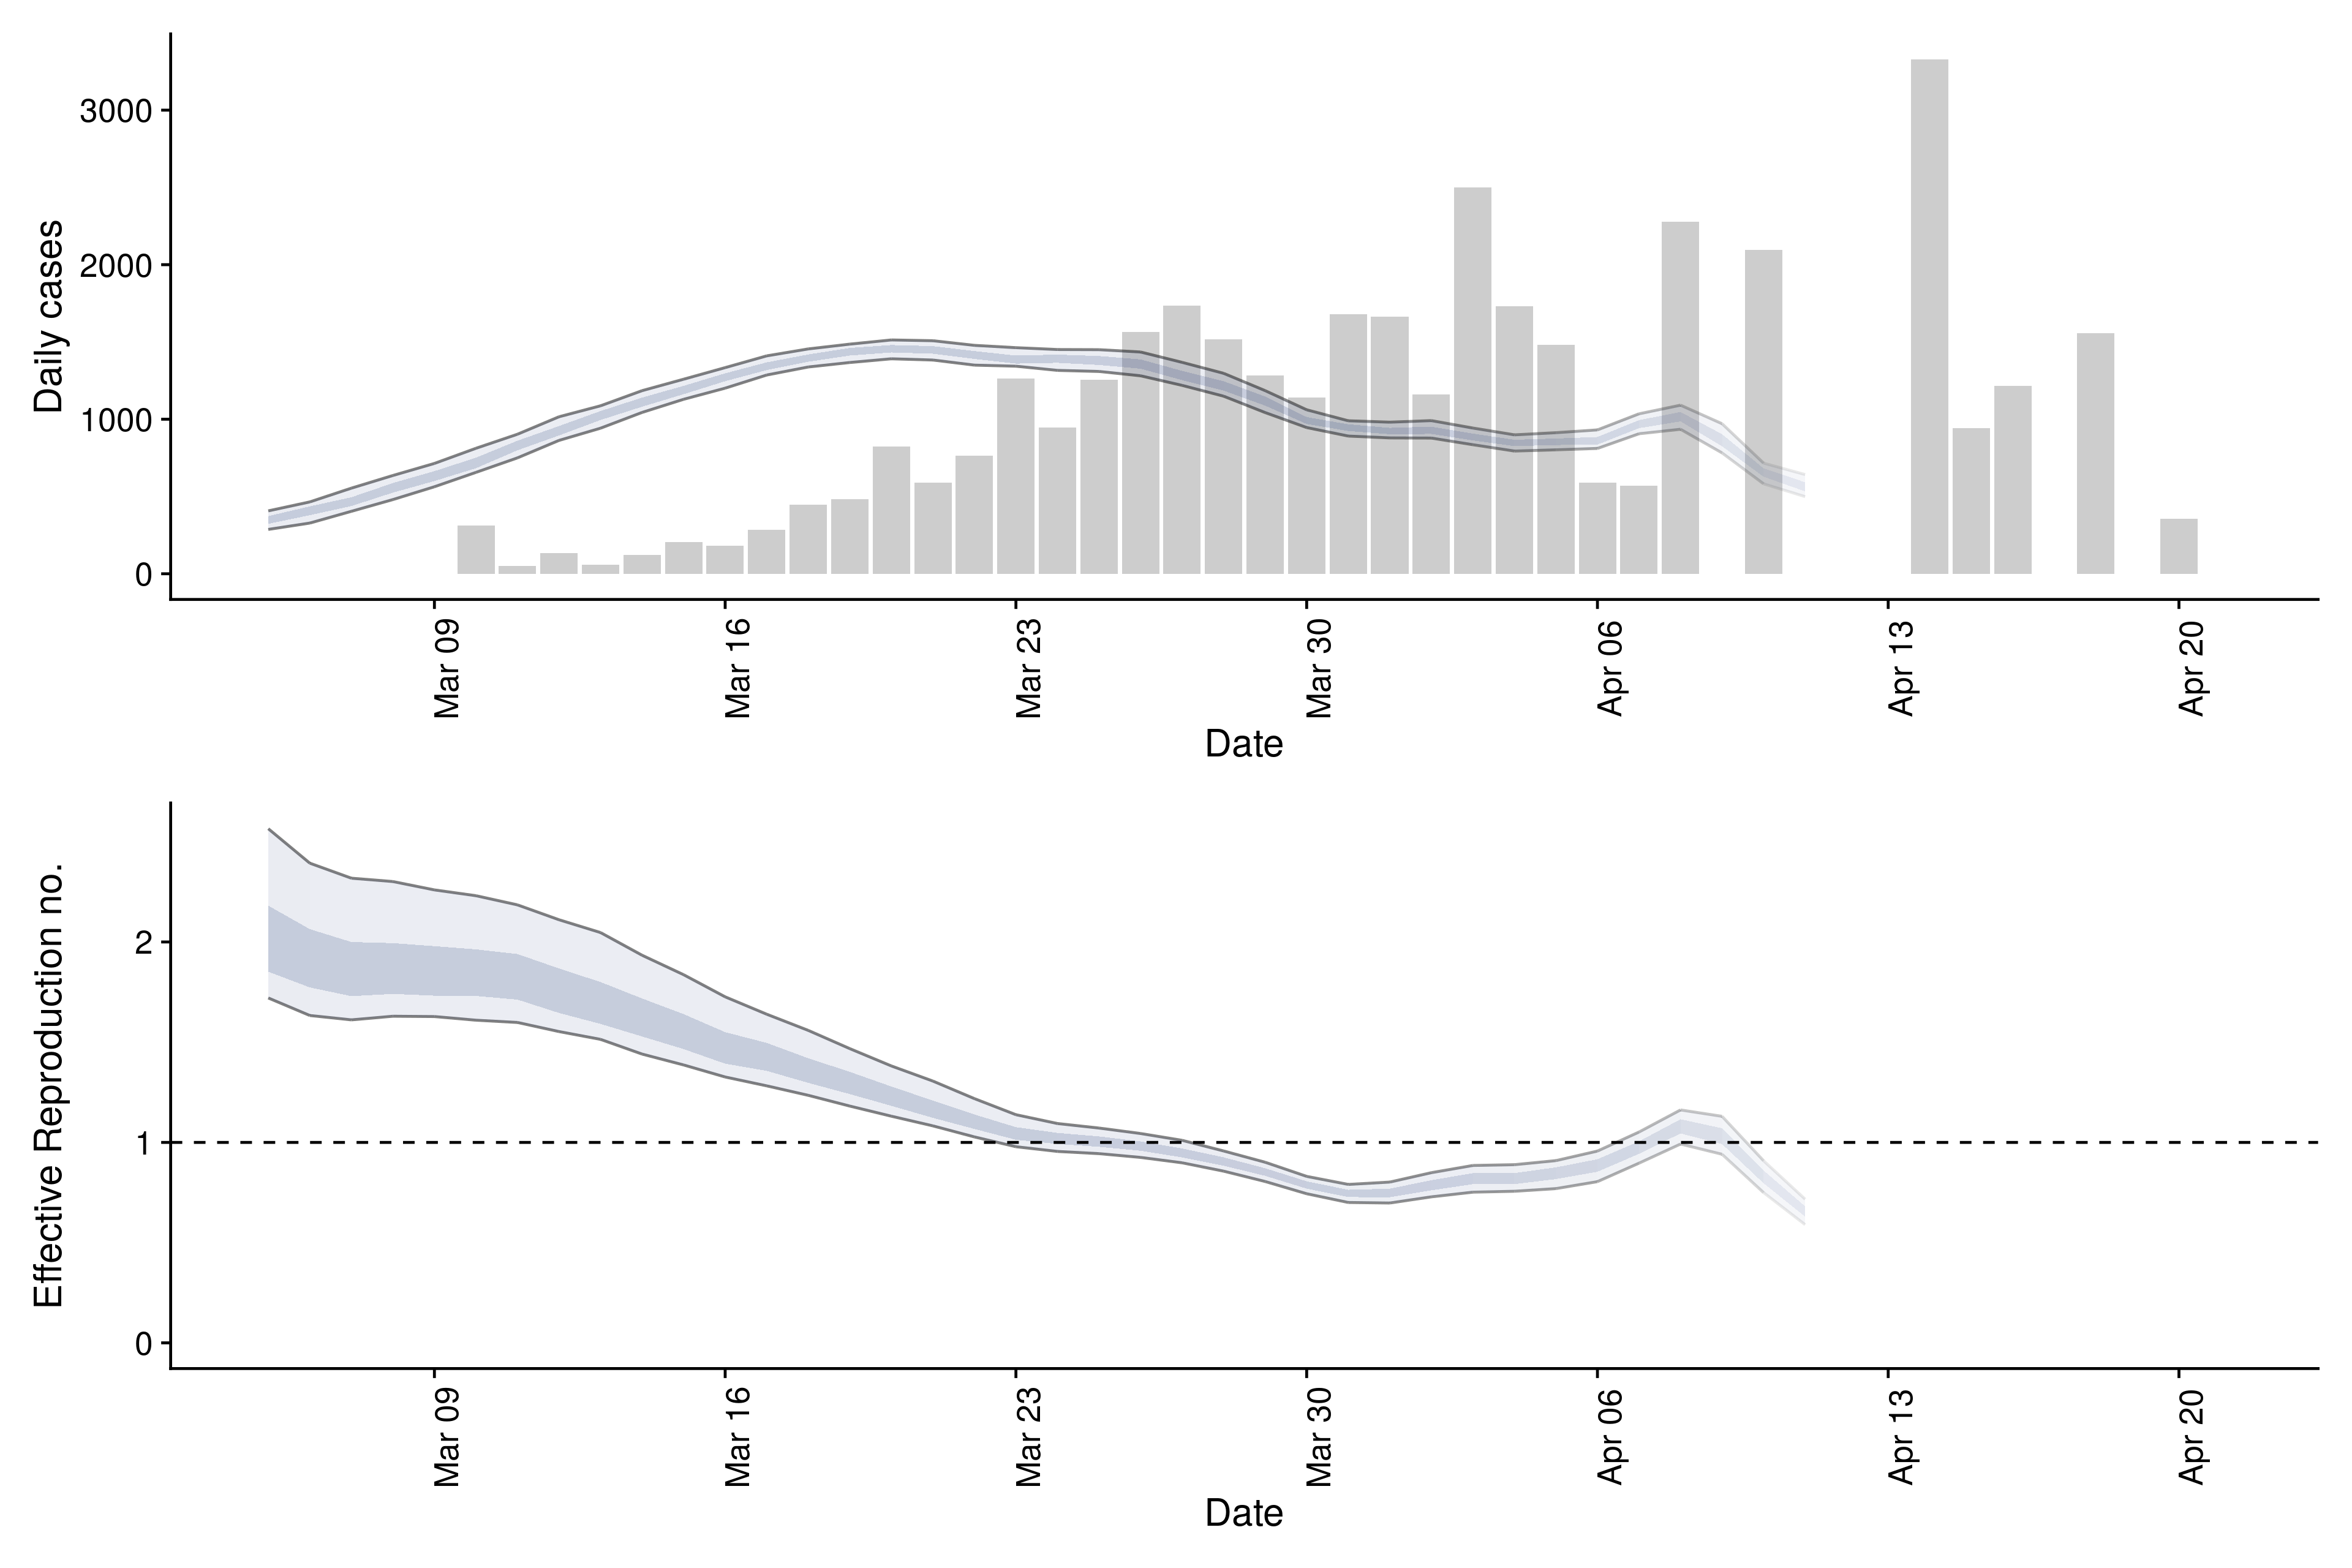 Daily cases
3000
2000
1000
0
Mar 09
Mar 16
Mar 23
Mar 30
Apr 06
Apr 13
Apr 20
Date
Effective Reproduction no.
2
1
0
Mar 09
Mar 16
Mar 23
Mar 30
Apr 06
Apr 13
Apr 20
Date